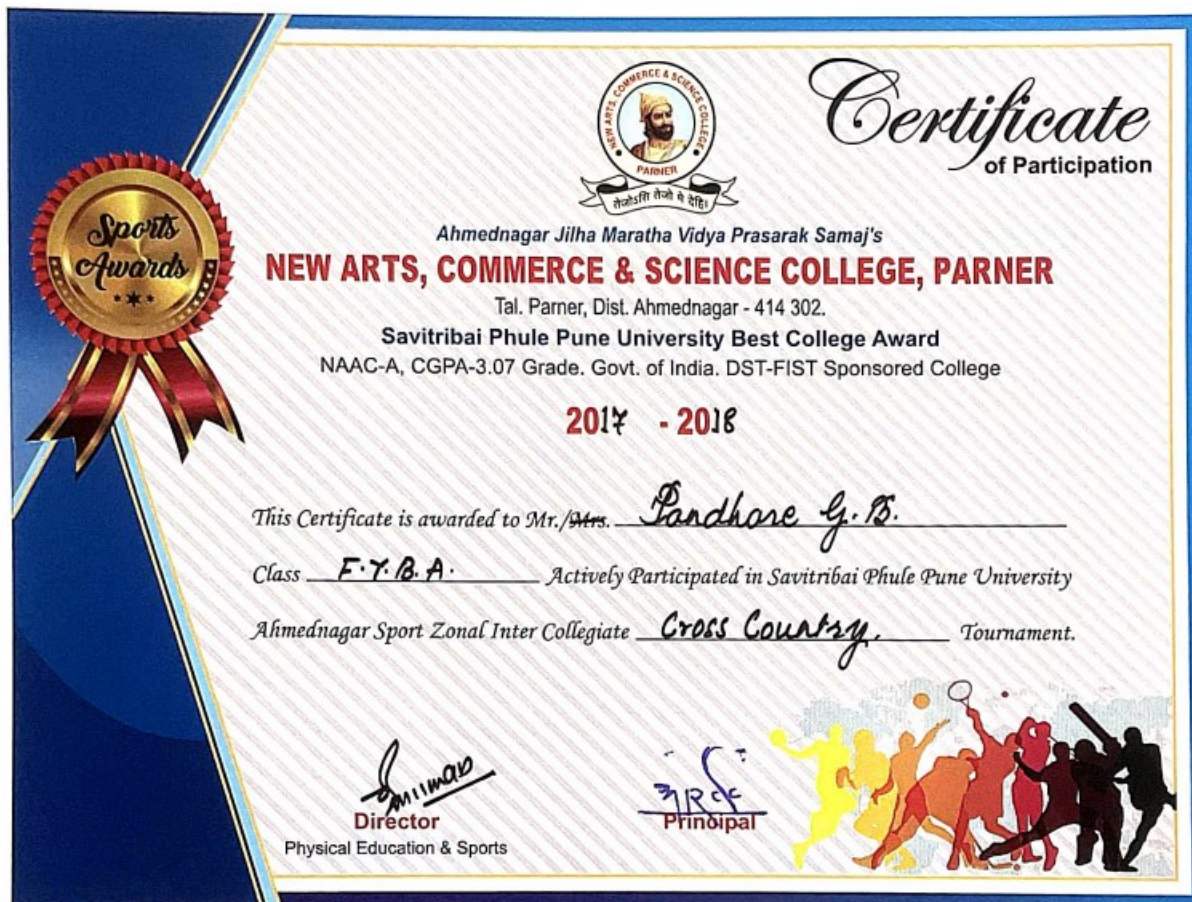 NEW ARTS, COMMERCE & SCIENCE COLLEGE
PARNER
तेजोऽसि तेजो मे देहि।
Certificate
of Participation
Sports
Awards
Ahmednagar Jilha Maratha Vidya Prasarak Samaj's
NEW ARTS, COMMERCE & SCIENCE COLLEGE, PARNER
Tal. Parner, Dist. Ahmednagar - 414 302.
Savitribai Phule Pune University Best College Award
NAAC-A, CGPA-3.07 Grade. Govt. of India. DST-FIST Sponsored College
2017 - 2018
This Certificate is awarded to Mr./Mrs. Pandhare G. B.
Class F.Y.B.A. Actively Participated in Savitribai Phule Pune University
Ahmednagar Sport Zonal Inter Collegiate Cross Country. Tournament.
Director
Principal
Physical Education & Sports